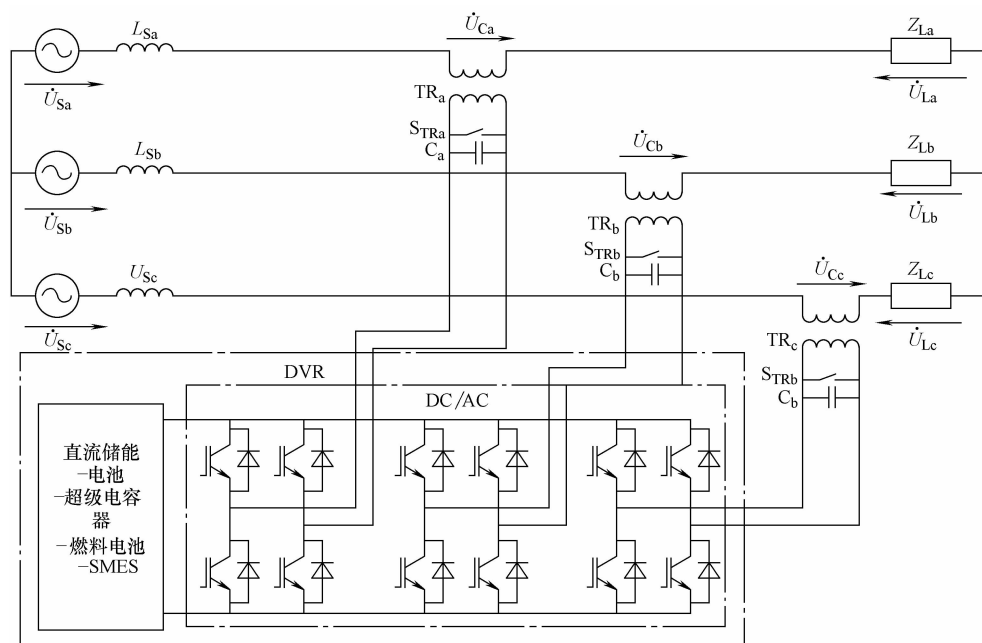 L_Sa
U̇_Ca
Z_La
U̇_Sa
TR_a
U̇_La
S_TRa
C_a
L_Sb
U̇_Cb
Z_Lb
U̇_Sb
TR_b
U̇_Lb
S_TRb
C_b
U_Sc
U̇_Cc
Z_Lc
U̇_Sc
TR_c
U̇_Lc
S_TRb
C_b
DVR
DC/AC
直流储能
-电池
-超级电容
器
-燃料电池
-SMES